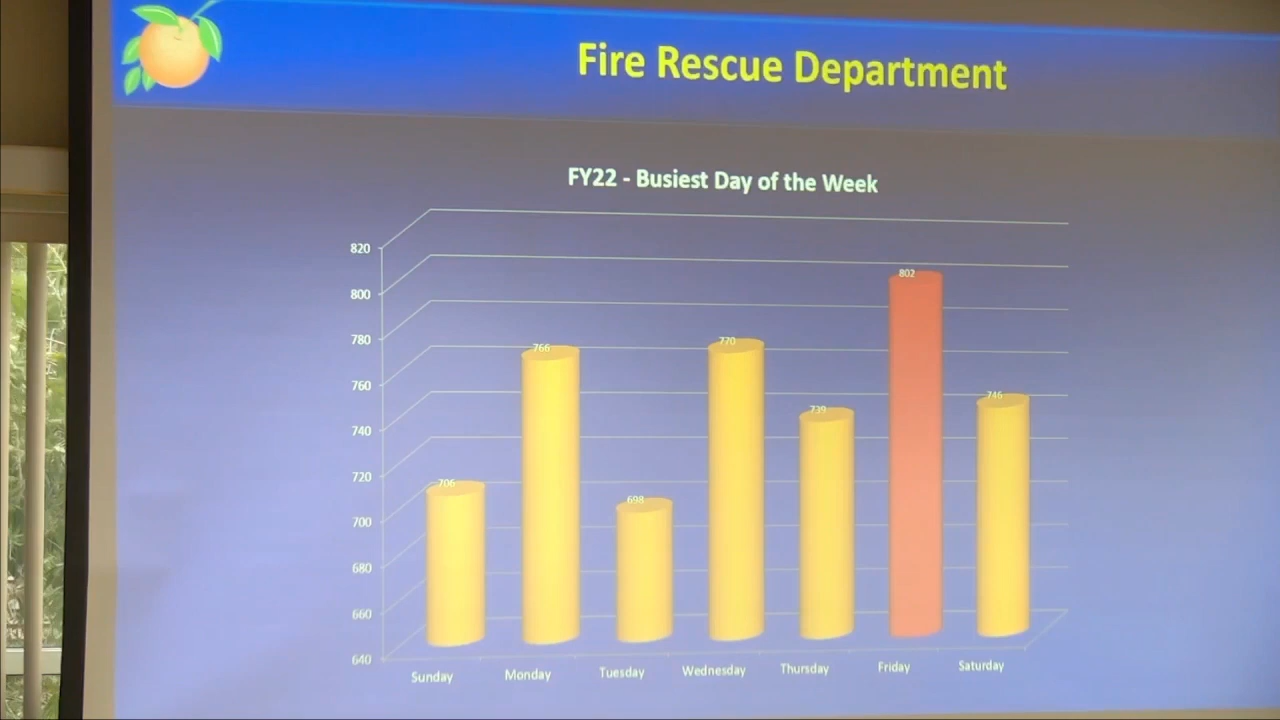 Fire Rescue Department
FY22 - Busiest Day of the Week
820
800
780
760
740
720
700
680
660
640
706
766
698
770
739
802
746
Sunday
Monday
Tuesday
Wednesday
Thursday
Friday
Saturday